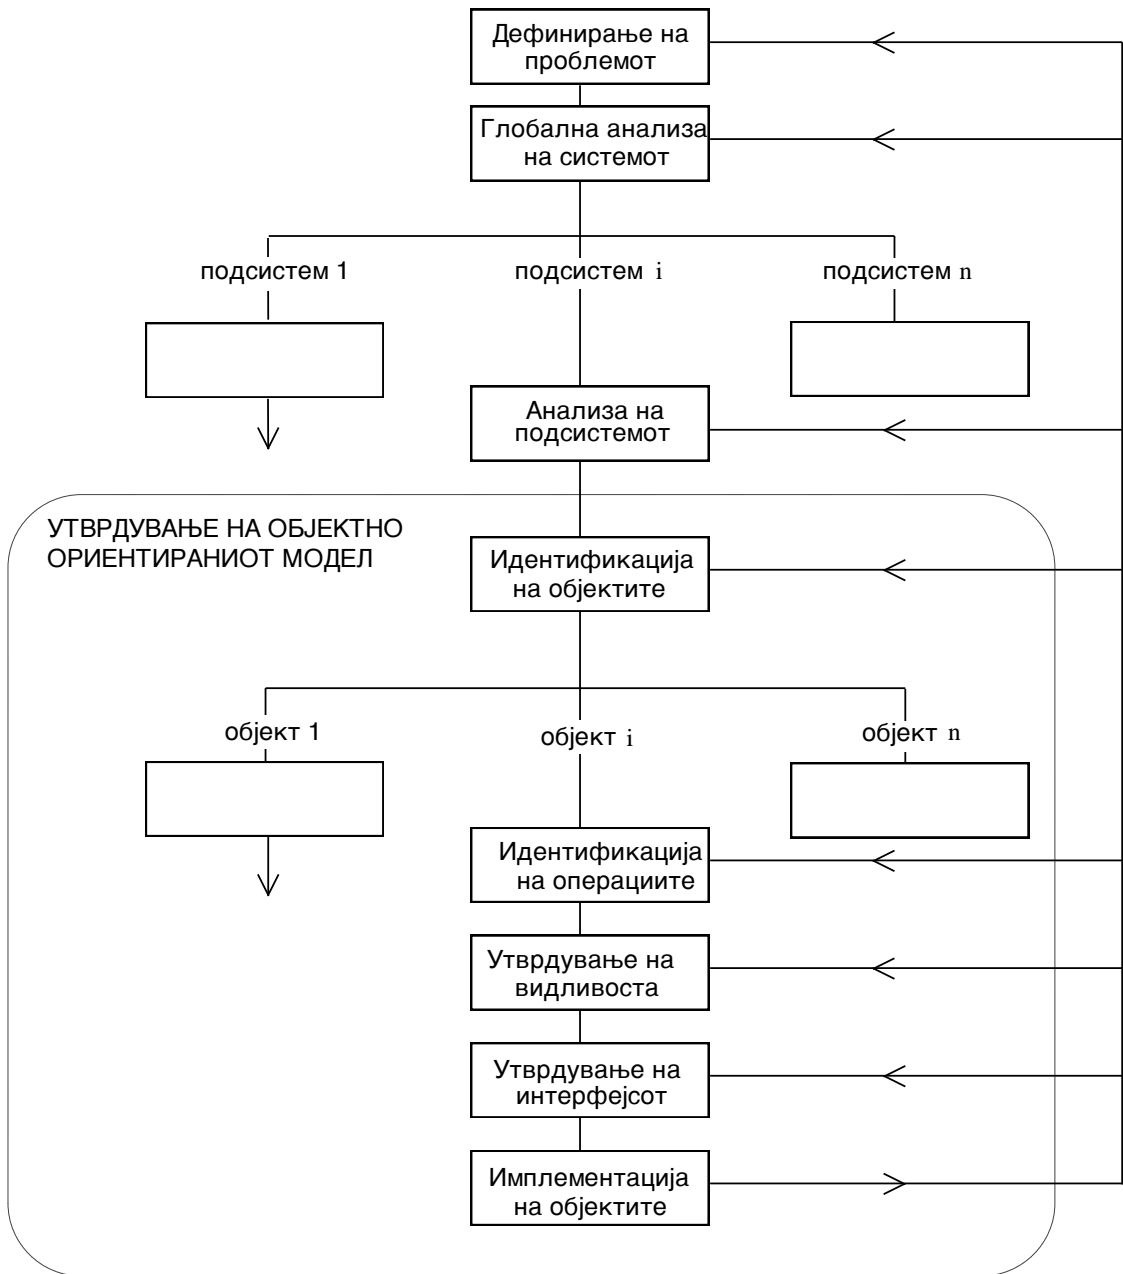 Дефинирање на
проблемот
Глобална анализа
на системот
подсистем 1
подсистем i
подсистем n
Анализа на
подсистемот
УТВРДУВАЊЕ НА ОБЈЕКТНО
ОРИЕНТИРАНИОТ МОДЕЛ
Идентификација
на објектите
објект 1
објект i
објект n
Идентификација
на операциите
Утврдување на
видливоста
Утврдување на
интерфејсот
Имплементација
на објектите